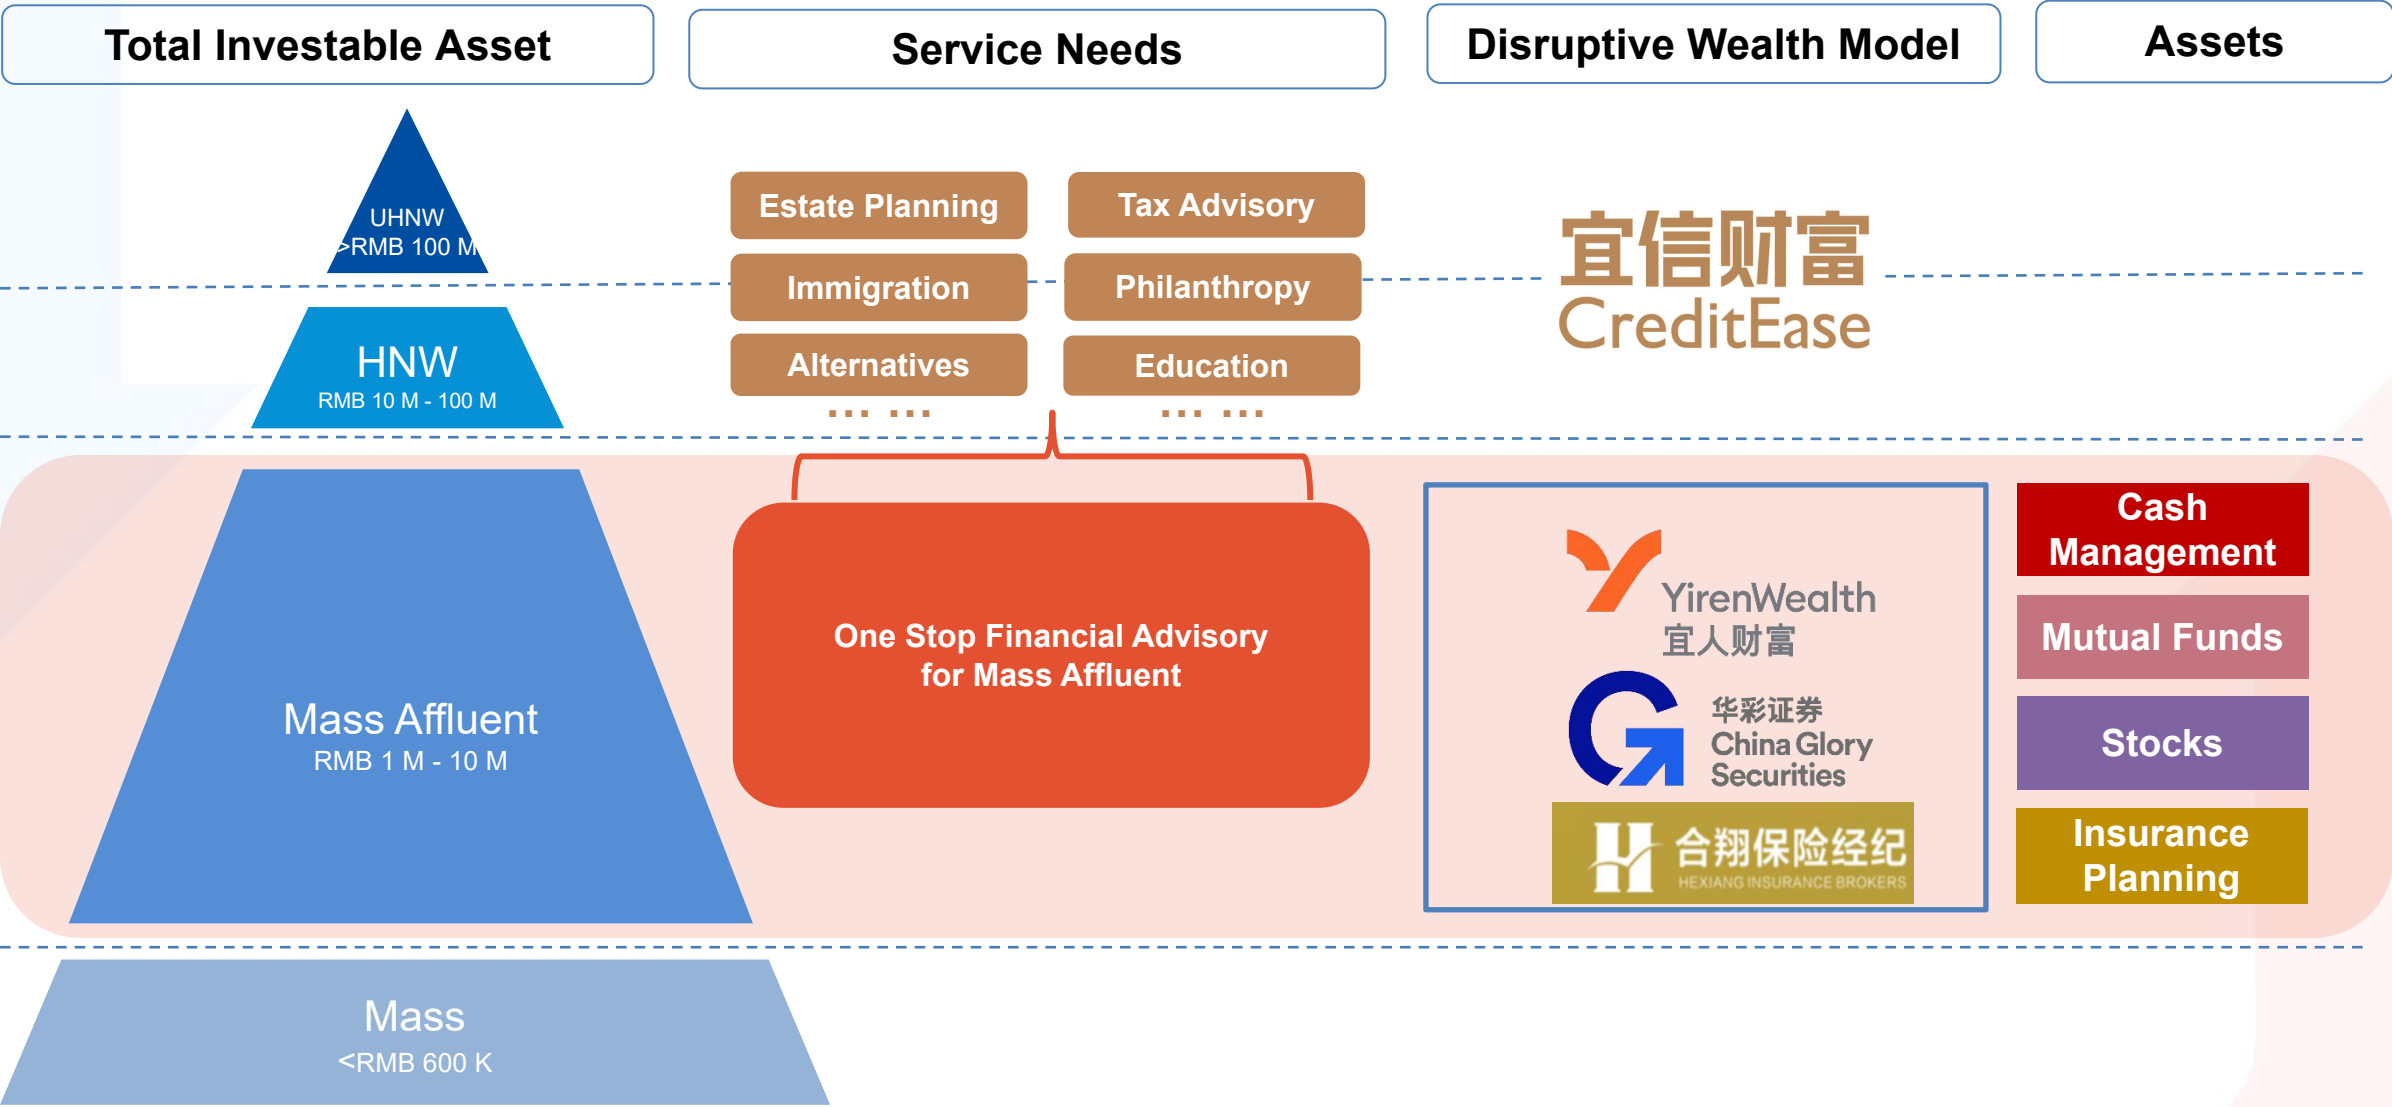 Total Investable Asset
Service Needs
Disruptive Wealth Model
Assets
UHNW
>RMB 100 M
HNW
RMB 10 M - 100 M
Mass Affluent
RMB 1 M - 10 M
Mass
<RMB 600 K
Estate Planning
Tax Advisory
Immigration
Philanthropy
Alternatives
Education
... ...
... ...
One Stop Financial Advisory
for Mass Affluent
宜信财富
CreditEase
YirenWealth
宜人财富
华彩证券
China Glory
Securities
合翔保险经纪
HEXIANG INSURANCE BROKERS
Cash
Management
Mutual Funds
Stocks
Insurance
Planning